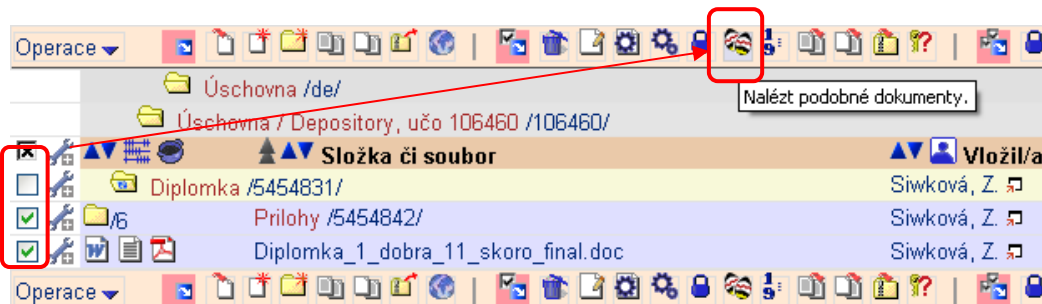 Operace
Úschovna /de/
Nalézt podobné dokumenty.
Úschovna / Depository, učo 106460 /106460/
Složka či soubor Vložil/a
Diplomka /5454831/ Siwková, Z.
/6 Prilohy /5454842/ Siwková, Z.
Diplomka_1_dobra_11_skoro_final.doc Siwková, Z.
Operace